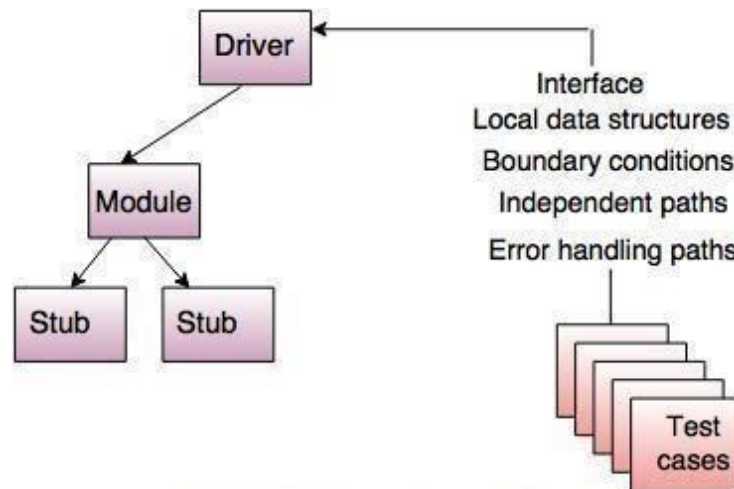 Driver
Interface
Local data structures
Boundary conditions
Module
Independent paths
Error handling paths
Stub
Stub
Test
cases